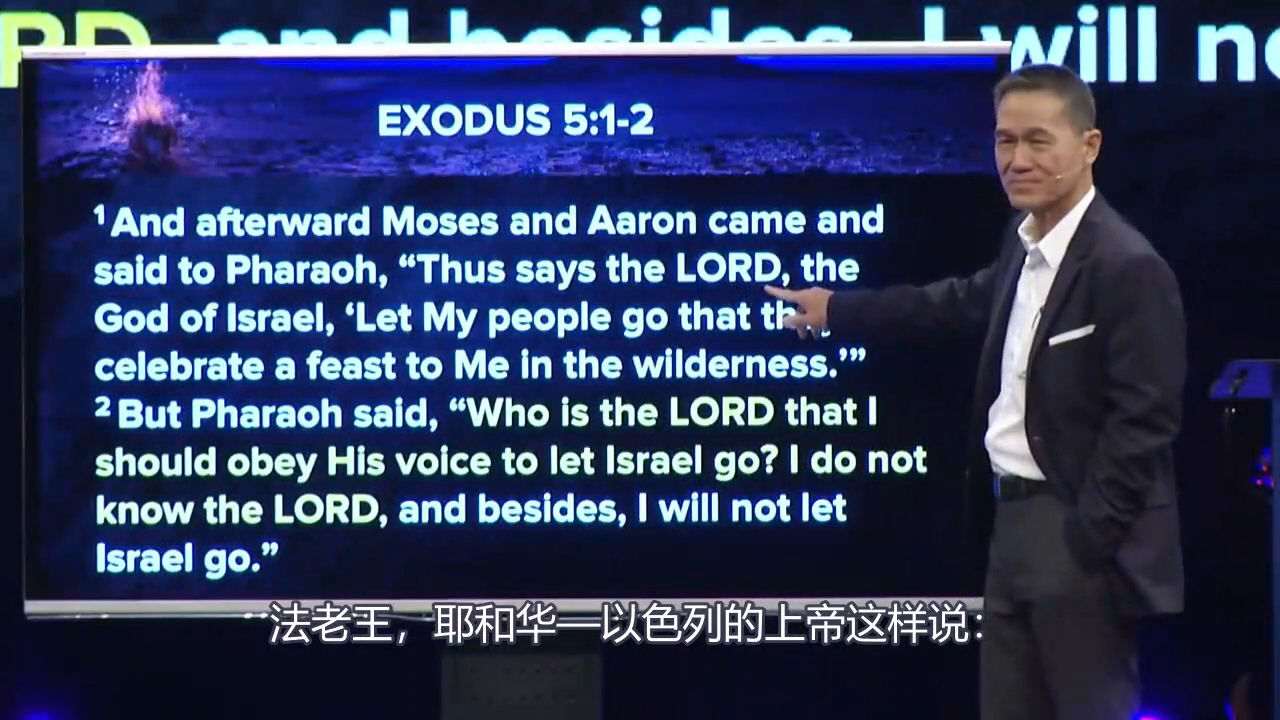 RD, and besides, I will no
EXODUS 5:1-2
¹ And afterward Moses and Aaron came and
said to Pharaoh, “Thus says the LORD, the
God of Israel, ‘Let My people go that
celebrate a feast to Me in the wilderness.’”
² But Pharaoh said, “Who is the LORD that I
should obey His voice to let Israel go? I do not
know the LORD, and besides, I will not let
Israel go.”
法老王，耶和华—以色列的上帝这样说：